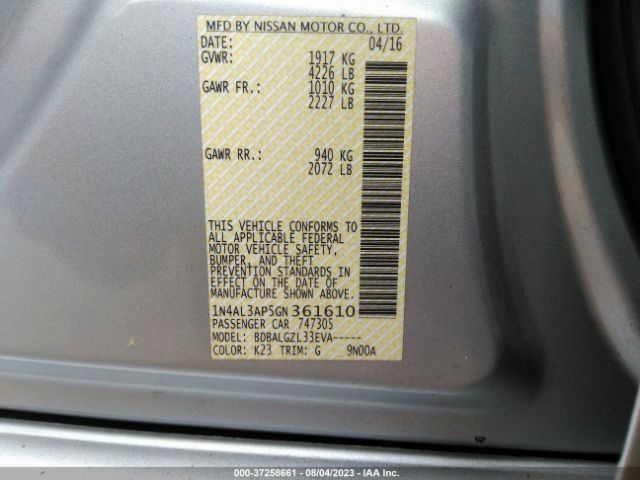 MFD BY NISSAN MOTOR CO., LTD.
DATE: 04/16
GVWR: 1917 KG
4226 LB
GAWR FR.: 1010 KG
2227 LB
GAWR RR.: 940 KG
2072 LB
THIS VEHICLE CONFORMS TO
ALL APPLICABLE FEDERAL
MOTOR VEHICLE SAFETY,
BUMPER, AND THEFT
PREVENTION STANDARDS IN
EFFECT ON THE DATE OF
MANUFACTURE SHOWN ABOVE.
1N4AL3AP5GN361610
PASSENGER CAR 747305
MODEL: BDBALGZL33EVA-----
COLOR: K23 TRIM: G 9N00A
000-37258661 - 08/04/2023 - IAA Inc.